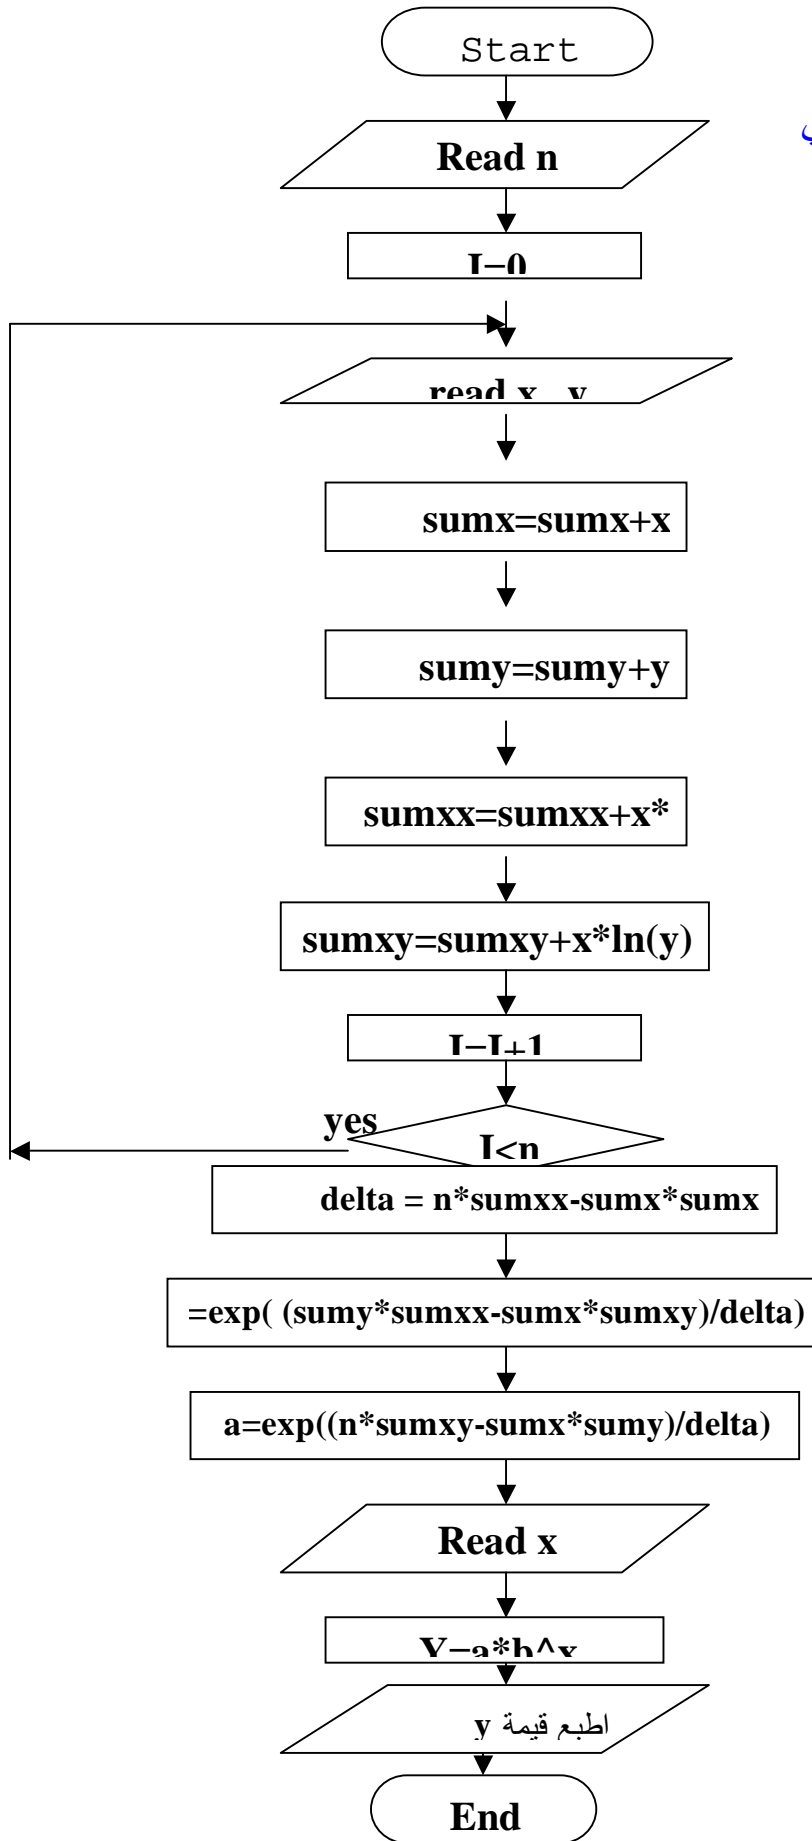 Start
Read n
I=0
read x , y
sumx=sumx+x
sumy=sumy+y
sumxx=sumxx+x*
sumxy=sumxy+x*ln(y)
I=I+1
yes
I<n
delta = n*sumxx-sumx*sumx
=exp( (sumy*sumxx-sumx*sumxy)/delta)
a=exp((n*sumxy-sumx*sumy)/delta)
Read x
Y=a*b^x
اطبع قيمة y
End